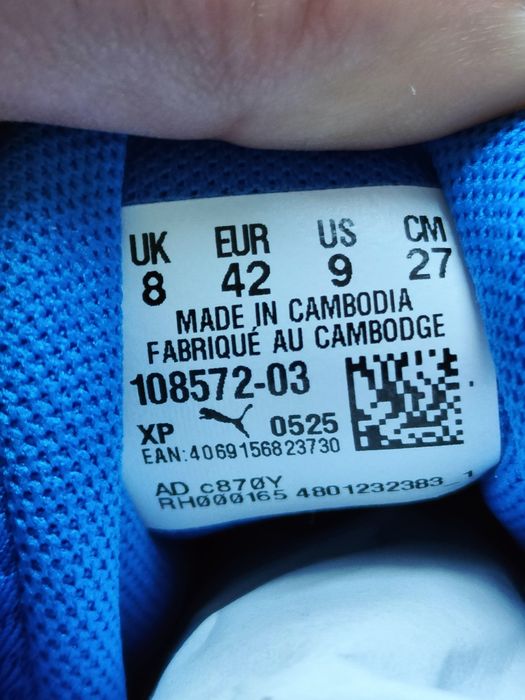 UK EUR US CM
8 42 9 27
MADE IN CAMBODIA
FABRIQUÉ AU CAMBODGE
108572-03
XP 0525
EAN:4069156823730
AD c870Y
RH000165 4801232383_1